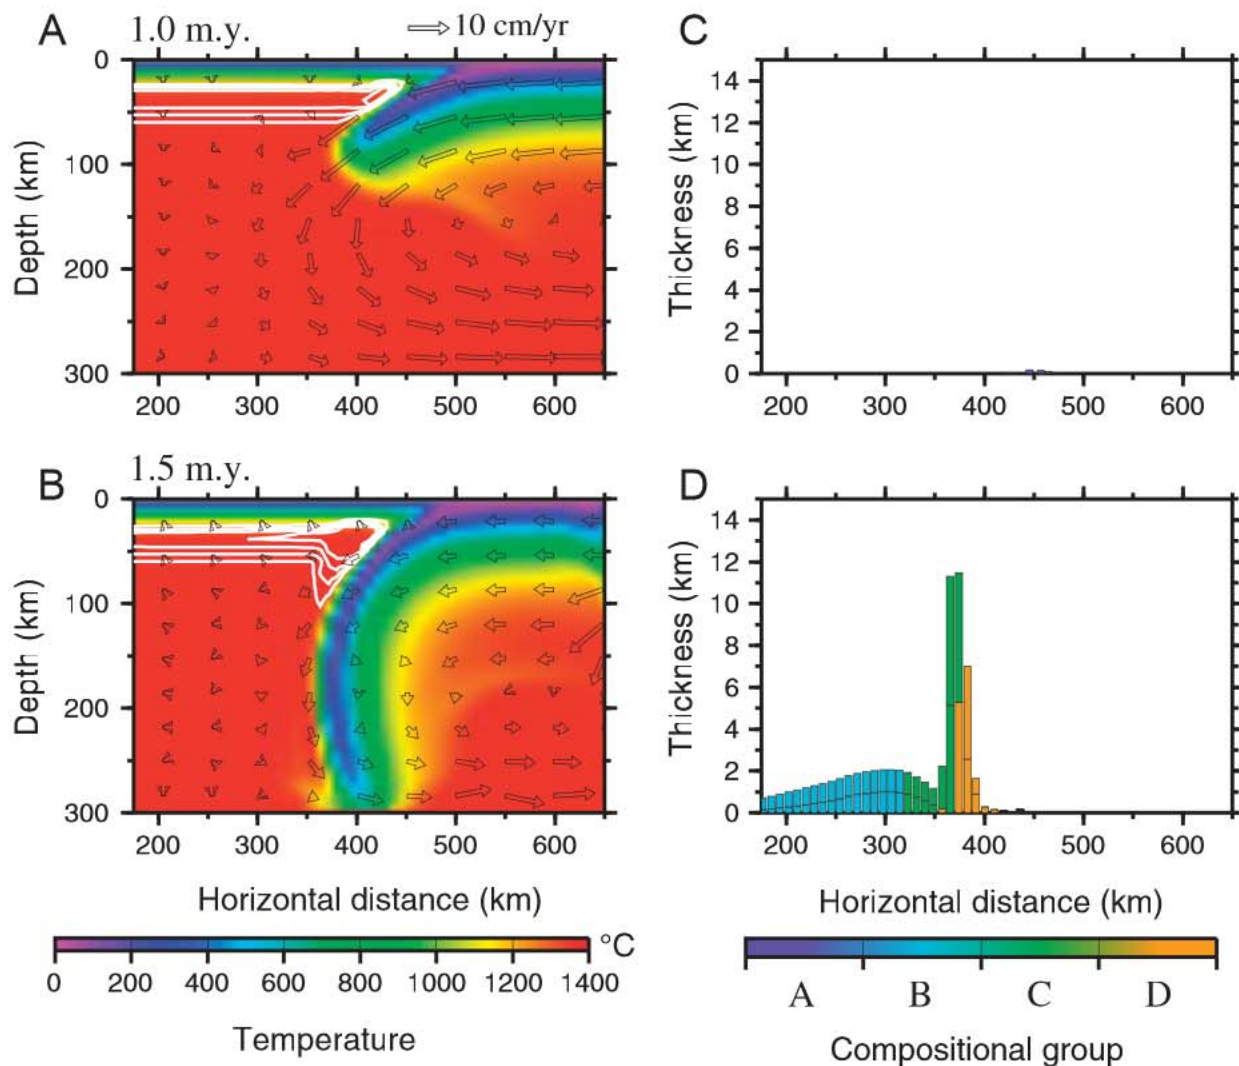 A 1.0 m.y. 10 cm/yr
0
100
200
300
Depth (km)
200 300 400 500 600
C
14
12
10
8
6
4
2
0
Thickness (km)
200 300 400 500 600
B 1.5 m.y.
0
100
200
300
Depth (km)
200 300 400 500 600
Horizontal distance (km)
D
14
12
10
8
6
4
2
0
Thickness (km)
200 300 400 500 600
Horizontal distance (km)
°C
0 200 400 600 800 1000 1200 1400
Temperature
A B C D
Compositional group